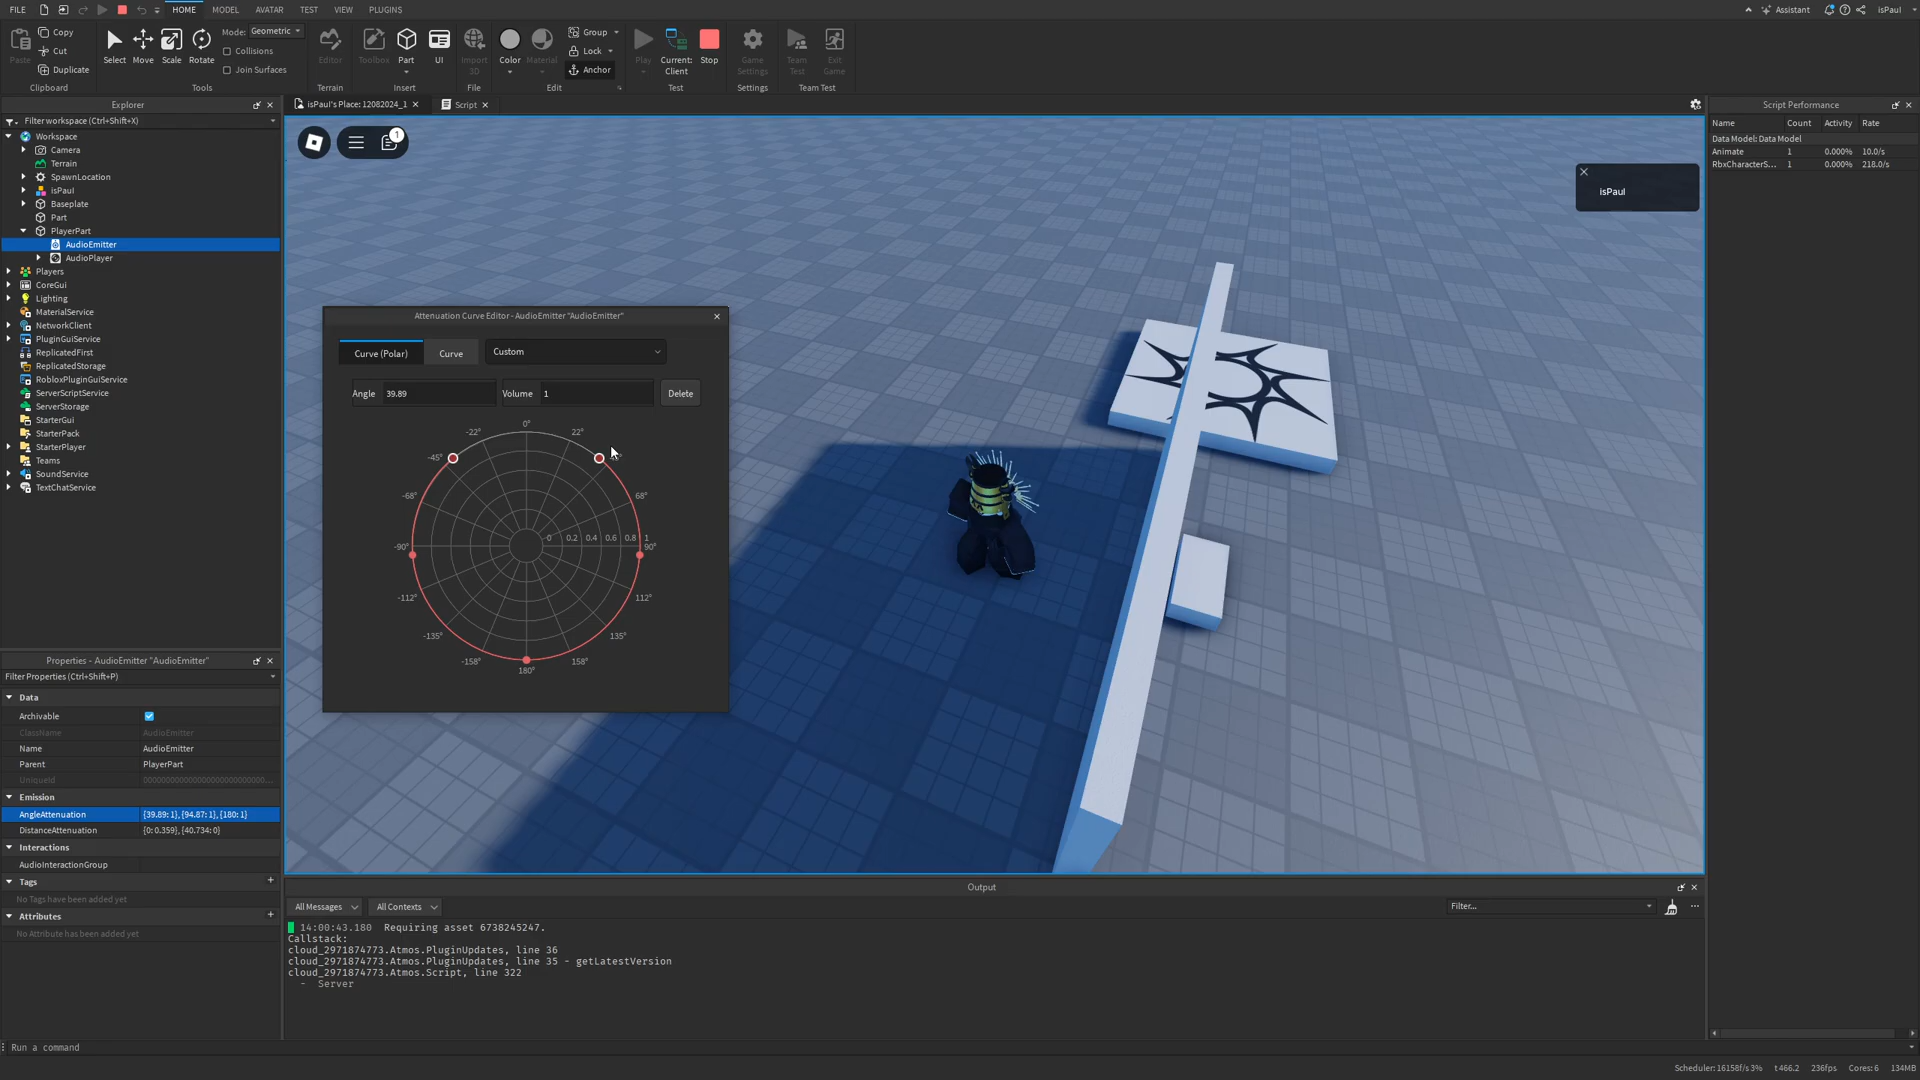 FILE HOME MODEL AVATAR TEST VIEW PLUGINS Assistant isPaul
Paste Copy Cut Duplicate Clipboard
Select Move Scale Rotate Mode: Geometric Collisions Join Surfaces Tools
Editor Terrain
Toolbox Part UI Insert
Import 3D File
Color Material Group Lock Anchor Edit
Play Current: Client Stop Test
Game Settings Settings
Team Test Exit Game Team Test
Explorer
Filter workspace (Ctrl+Shift+X)
Workspace
Camera
Terrain
SpawnLocation
isPaul
Baseplate
Part
PlayerPart
AudioEmitter
AudioPlayer
Players
CoreGui
Lighting
MaterialService
NetworkClient
PluginGuiService
ReplicatedFirst
ReplicatedStorage
RobloxPluginGuiService
ServerScriptService
ServerStorage
StarterGui
StarterPack
StarterPlayer
Teams
SoundService
TextChatService
Properties - AudioEmitter "AudioEmitter"
Filter Properties (Ctrl+Shift+P)
Data
Archivable
ClassName AudioEmitter
Name AudioEmitter
Parent PlayerPart
UniqueId
Emission
AngleAttenuation {39.89: 1},{94.87: 1},{180: 1}
DistanceAttenuation {0: 0.359},{40.734: 0}
Interactions
AudioInteractionGroup
Tags +
No Tags have been added yet
Attributes +
No Attribute has been added yet
isPaul's Place: 12082024_1 Script
1
isPaul
Attenuation Curve Editor - AudioEmitter "AudioEmitter"
Curve (Polar) Curve Custom
Angle 39.89 Volume 1 Delete
0°
-22° 22°
-45°
-68° 68°
0 0.2 0.4 0.6 0.8 1
-90° 90°
-112° 112°
-135° 135°
-158° 158°
180°
Output
All Messages All Contexts Filter...
14:00:43.180 Requiring asset 6738245247.
Callstack:
cloud_2971874773.Atmos.PluginUpdates, line 36
cloud_2971874773.Atmos.PluginUpdates, line 35 - getLatestVersion
cloud_2971874773.Atmos.Script, line 322
- Server
Script Performance
Name Count Activity Rate
Data Model: Data Model
Animate 1 0.000% 10.0/s
RbxCharacterS... 1 0.000% 218.0/s
Run a command
Scheduler: 16158f/s 3% t 466.2 236fps Cores: 6 134MB